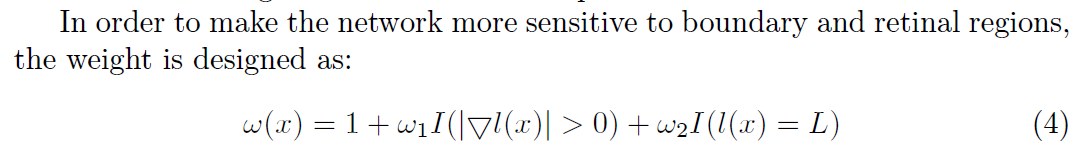 In order to make the network more sensitive to boundary and retinal regions,
the weight is designed as:
ω(x) = 1 + ω₁I(|▽l(x)| > 0) + ω₂I(l(x) = L) (4)